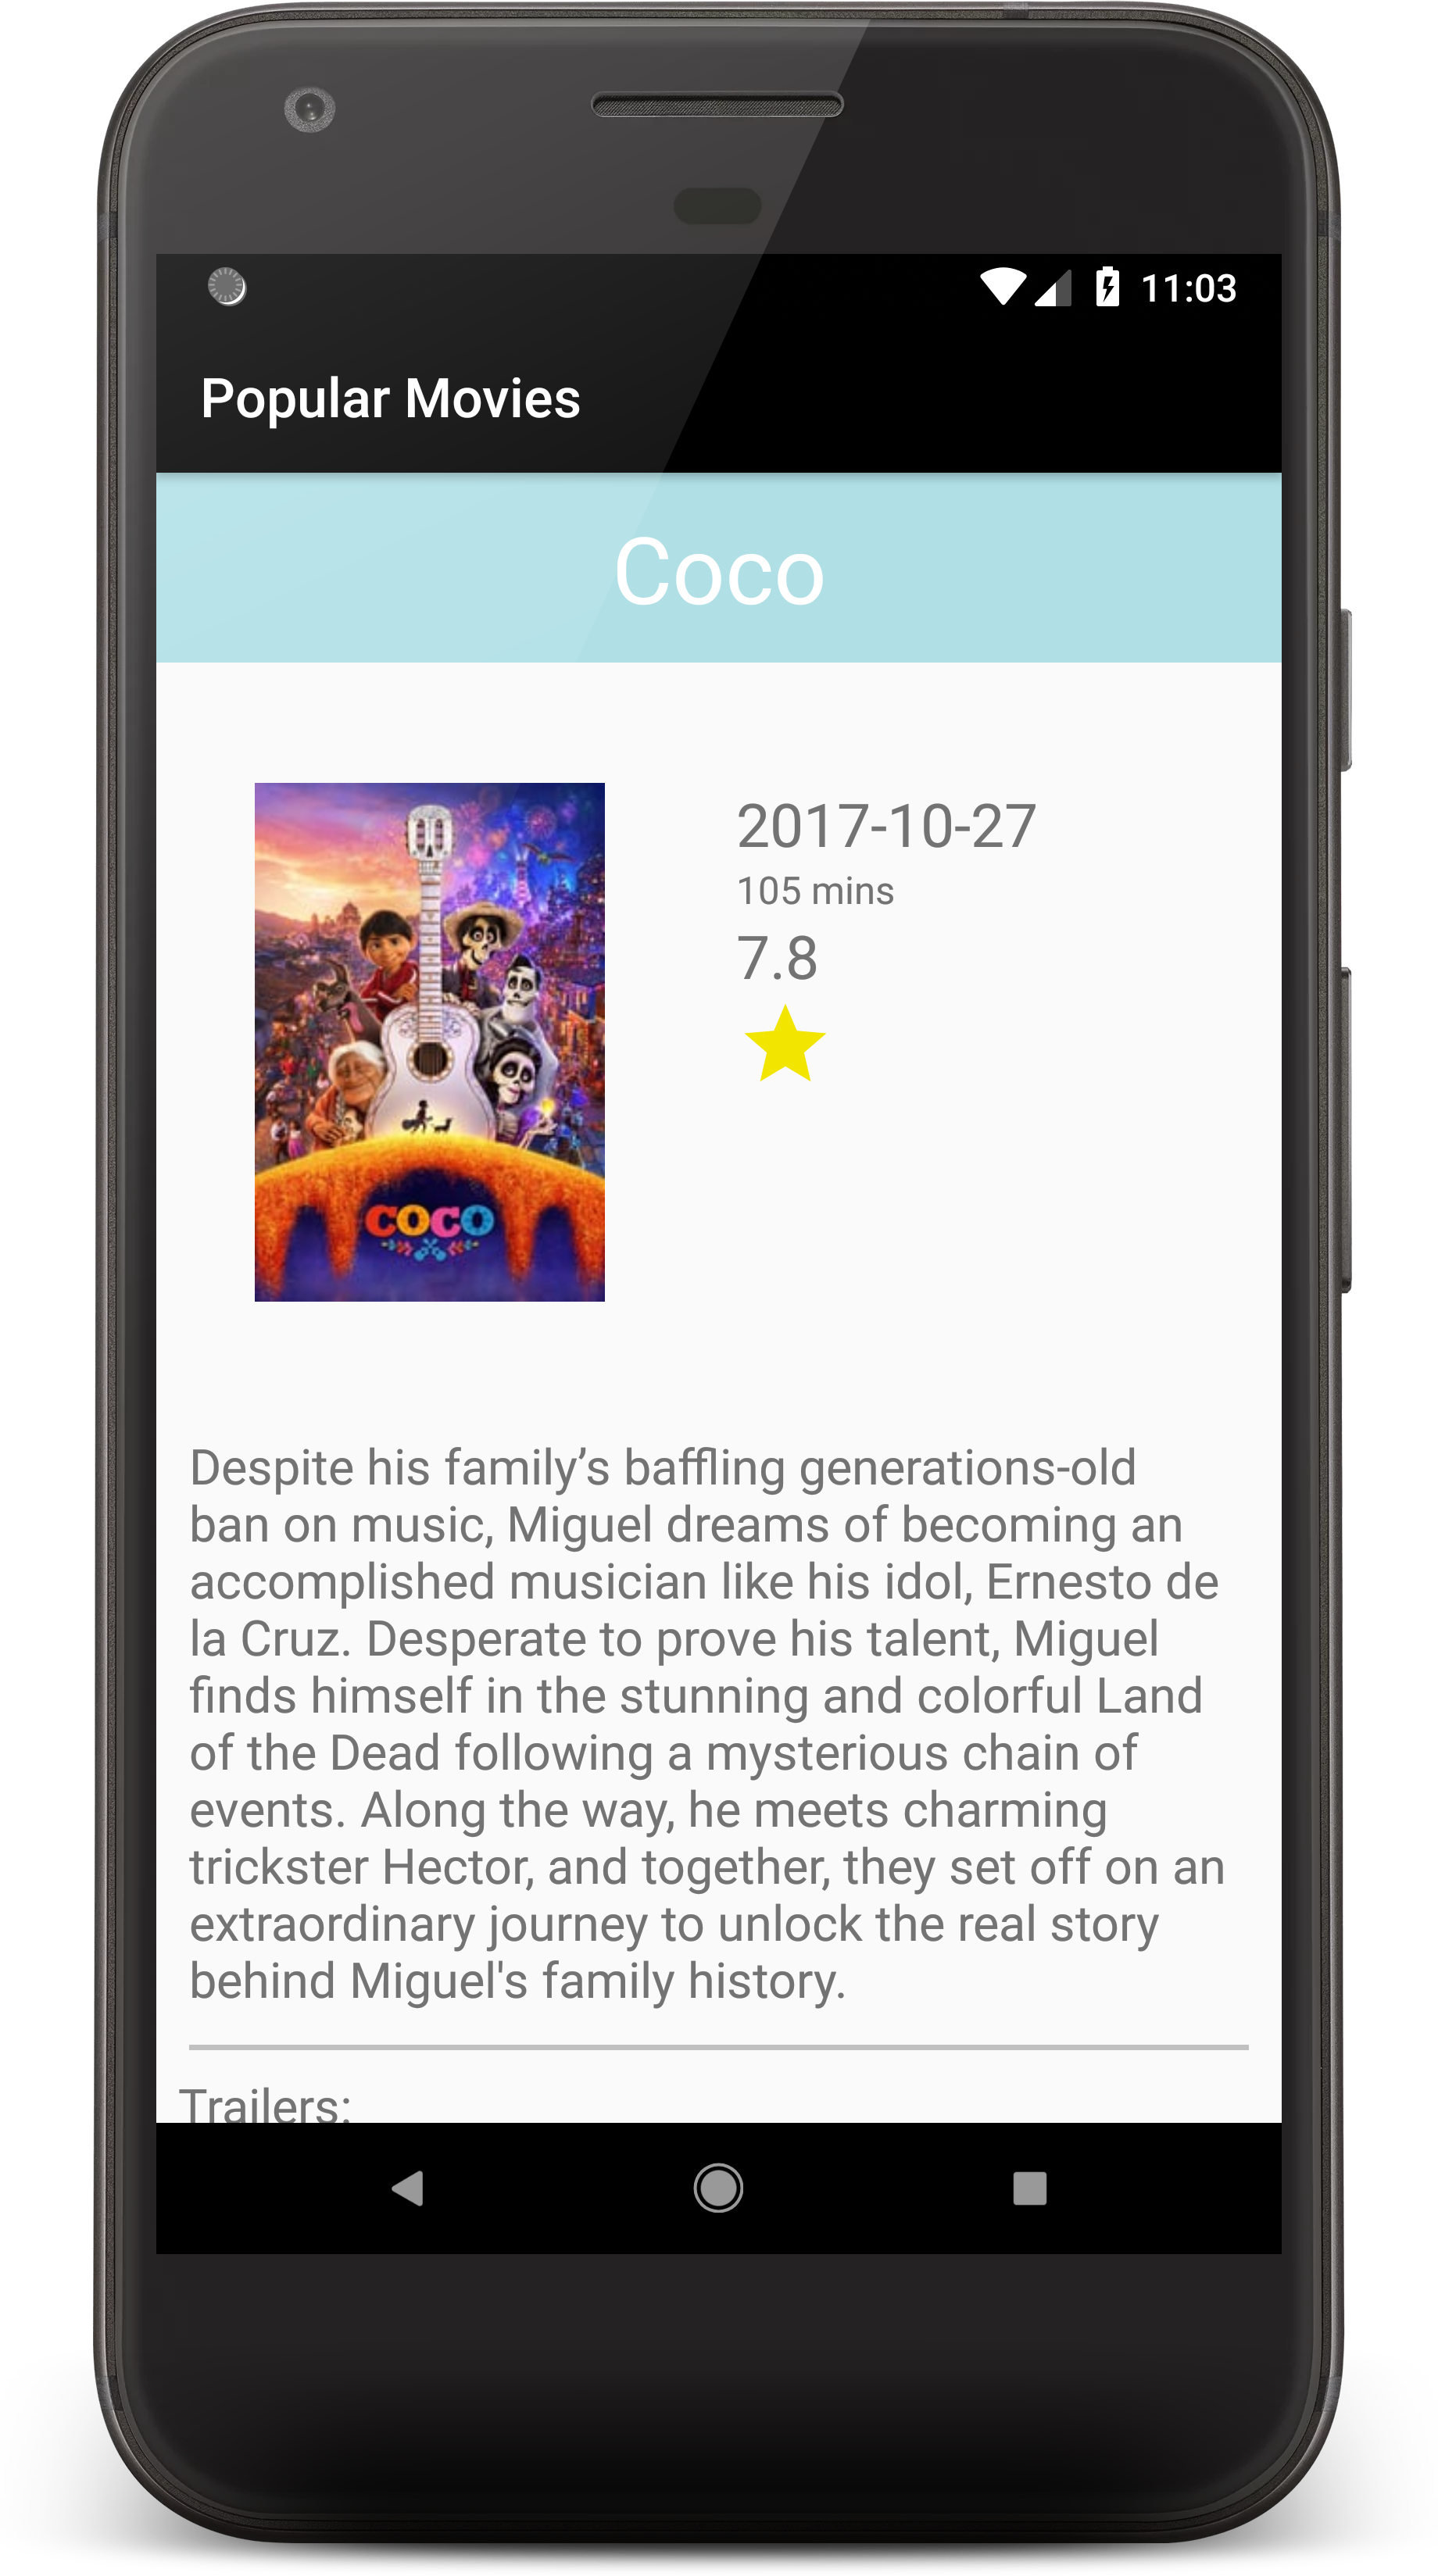 11:03
Popular Movies
Coco
2017-10-27
105 mins
7.8
COCO
Despite his family’s baffling generations-old
ban on music, Miguel dreams of becoming an
accomplished musician like his idol, Ernesto de
la Cruz. Desperate to prove his talent, Miguel
finds himself in the stunning and colorful Land
of the Dead following a mysterious chain of
events. Along the way, he meets charming
trickster Hector, and together, they set off on an
extraordinary journey to unlock the real story
behind Miguel's family history.
Trailers: